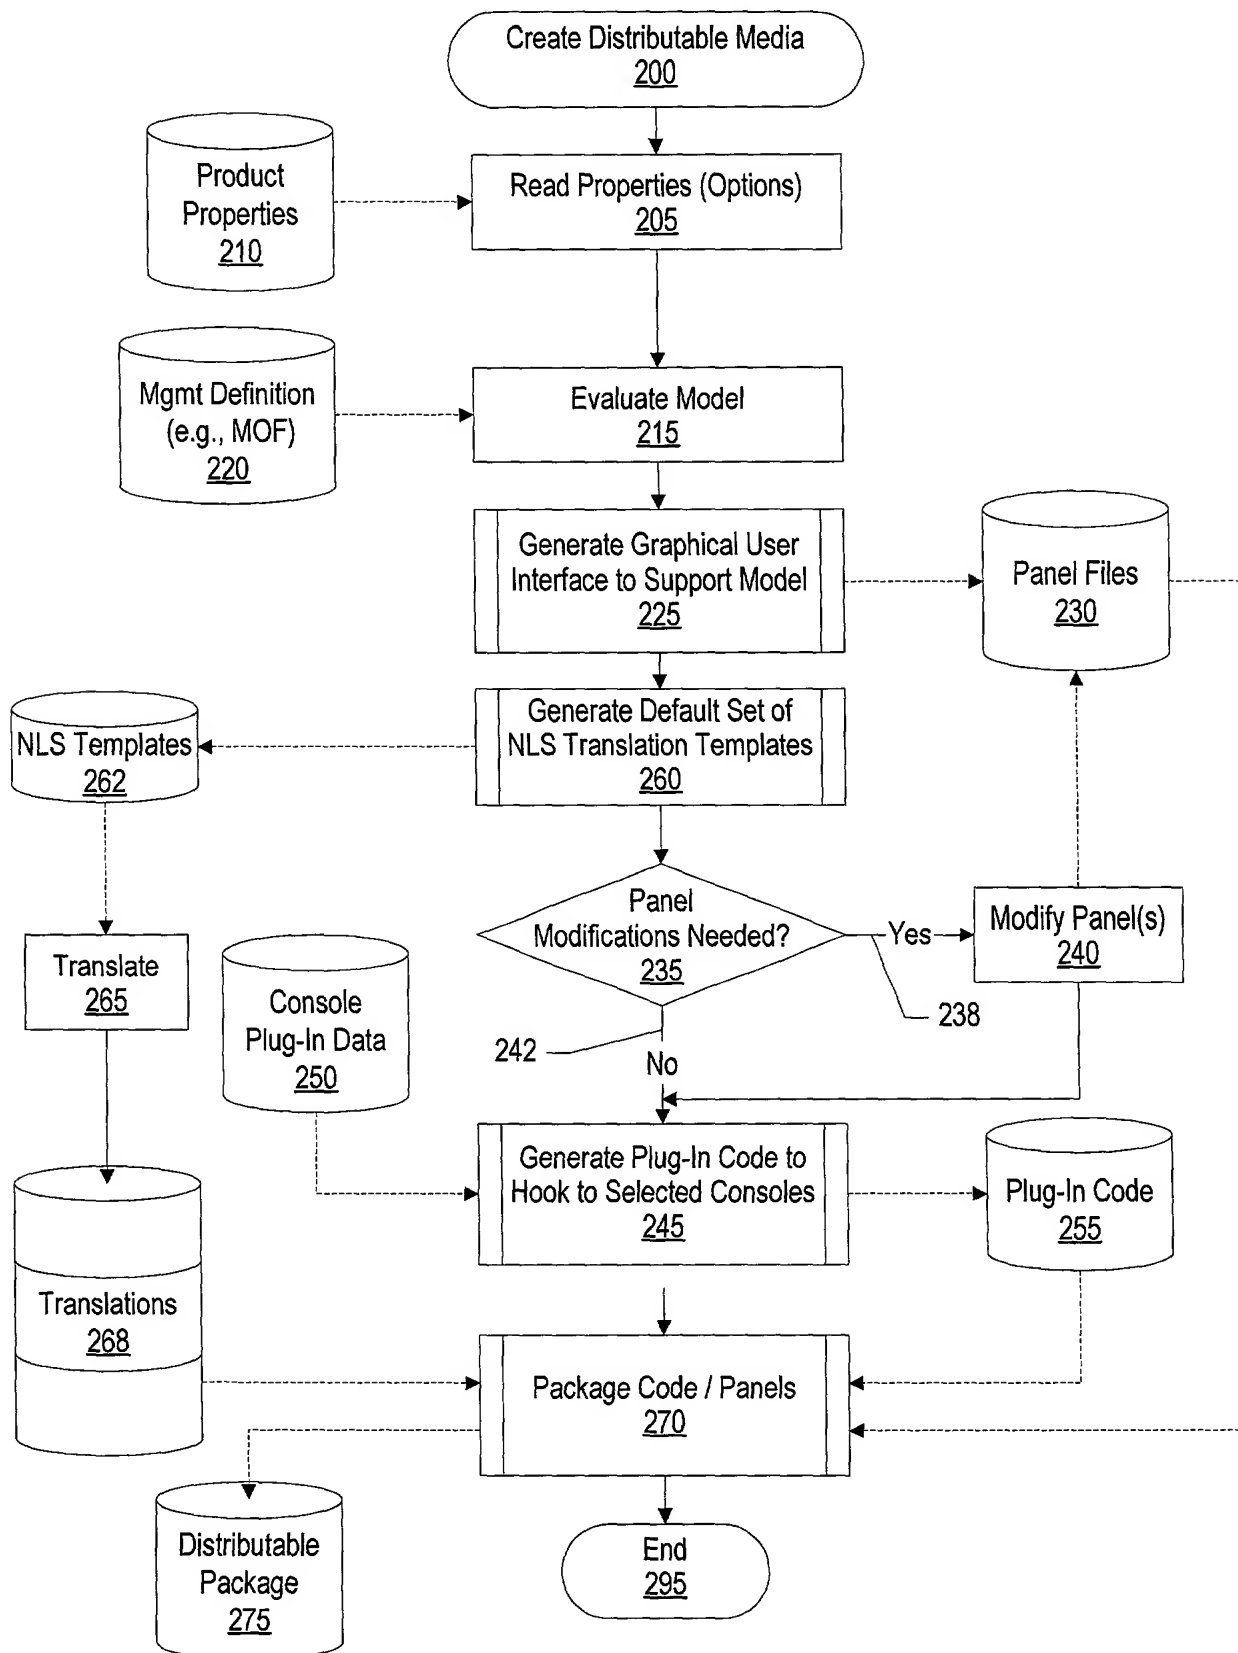 Create Distributable Media
200
Product
Properties
210
Read Properties (Options)
205
Mgmt Definition
(e.g., MOF)
220
Evaluate Model
215
Generate Graphical User
Interface to Support Model
225
Panel Files
230
NLS Templates
262
Generate Default Set of
NLS Translation Templates
260
Panel
Modifications Needed?
235
Yes
Modify Panel(s)
240
238
Translate
265
Console
Plug-In Data
250
242
No
Generate Plug-In Code to
Hook to Selected Consoles
245
Plug-In Code
255
Translations
268
Package Code / Panels
270
Distributable
Package
275
End
295